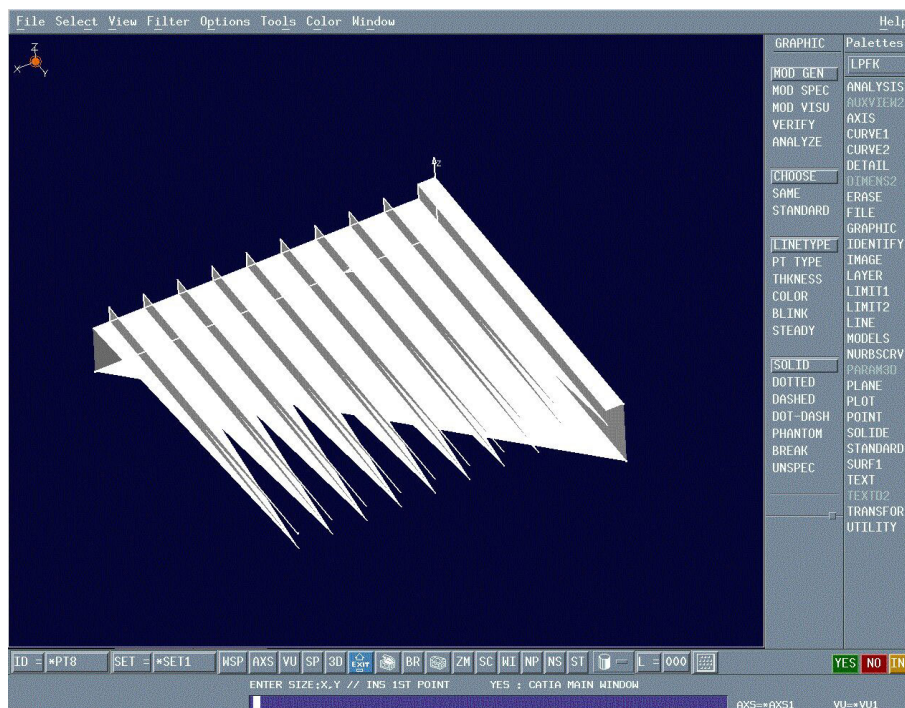 File Select View Filter Options Tools Color Window Help
Z
X Y
z
GRAPHIC
MOD GEN
MOD SPEC
MOD VISU
VERIFY
ANALYZE
CHOOSE
SAME
STANDARD
LINETYPE
PT TYPE
THKNESS
COLOR
BLINK
STEADY
SOLID
DOTTED
DASHED
DOT-DASH
PHANTOM
BREAK
UNSPEC
Palettes
LPFK
ANALYSIS
AUXVIEW2
AXIS
CURVE1
CURVE2
DETAIL
DIMENS2
ERASE
FILE
GRAPHIC
IDENTIFY
IMAGE
LAYER
LIMIT1
LIMIT2
LINE
MODELS
NURBSCRV
PARAM3D
PLANE
PLOT
POINT
SOLIDE
STANDARD
SURF1
TEXT
TEXTD2
TRANSFOR
UTILITY
ID = *PT8 SET = *SET1 WSP AXS VU SP 3D EXIT BR ZM SC WI NP NS ST L = 000 YES NO IN
ENTER SIZE:X,Y // INS 1ST POINT YES : CATIA MAIN WINDOW
AXS=*AXS1 VU=*VU1